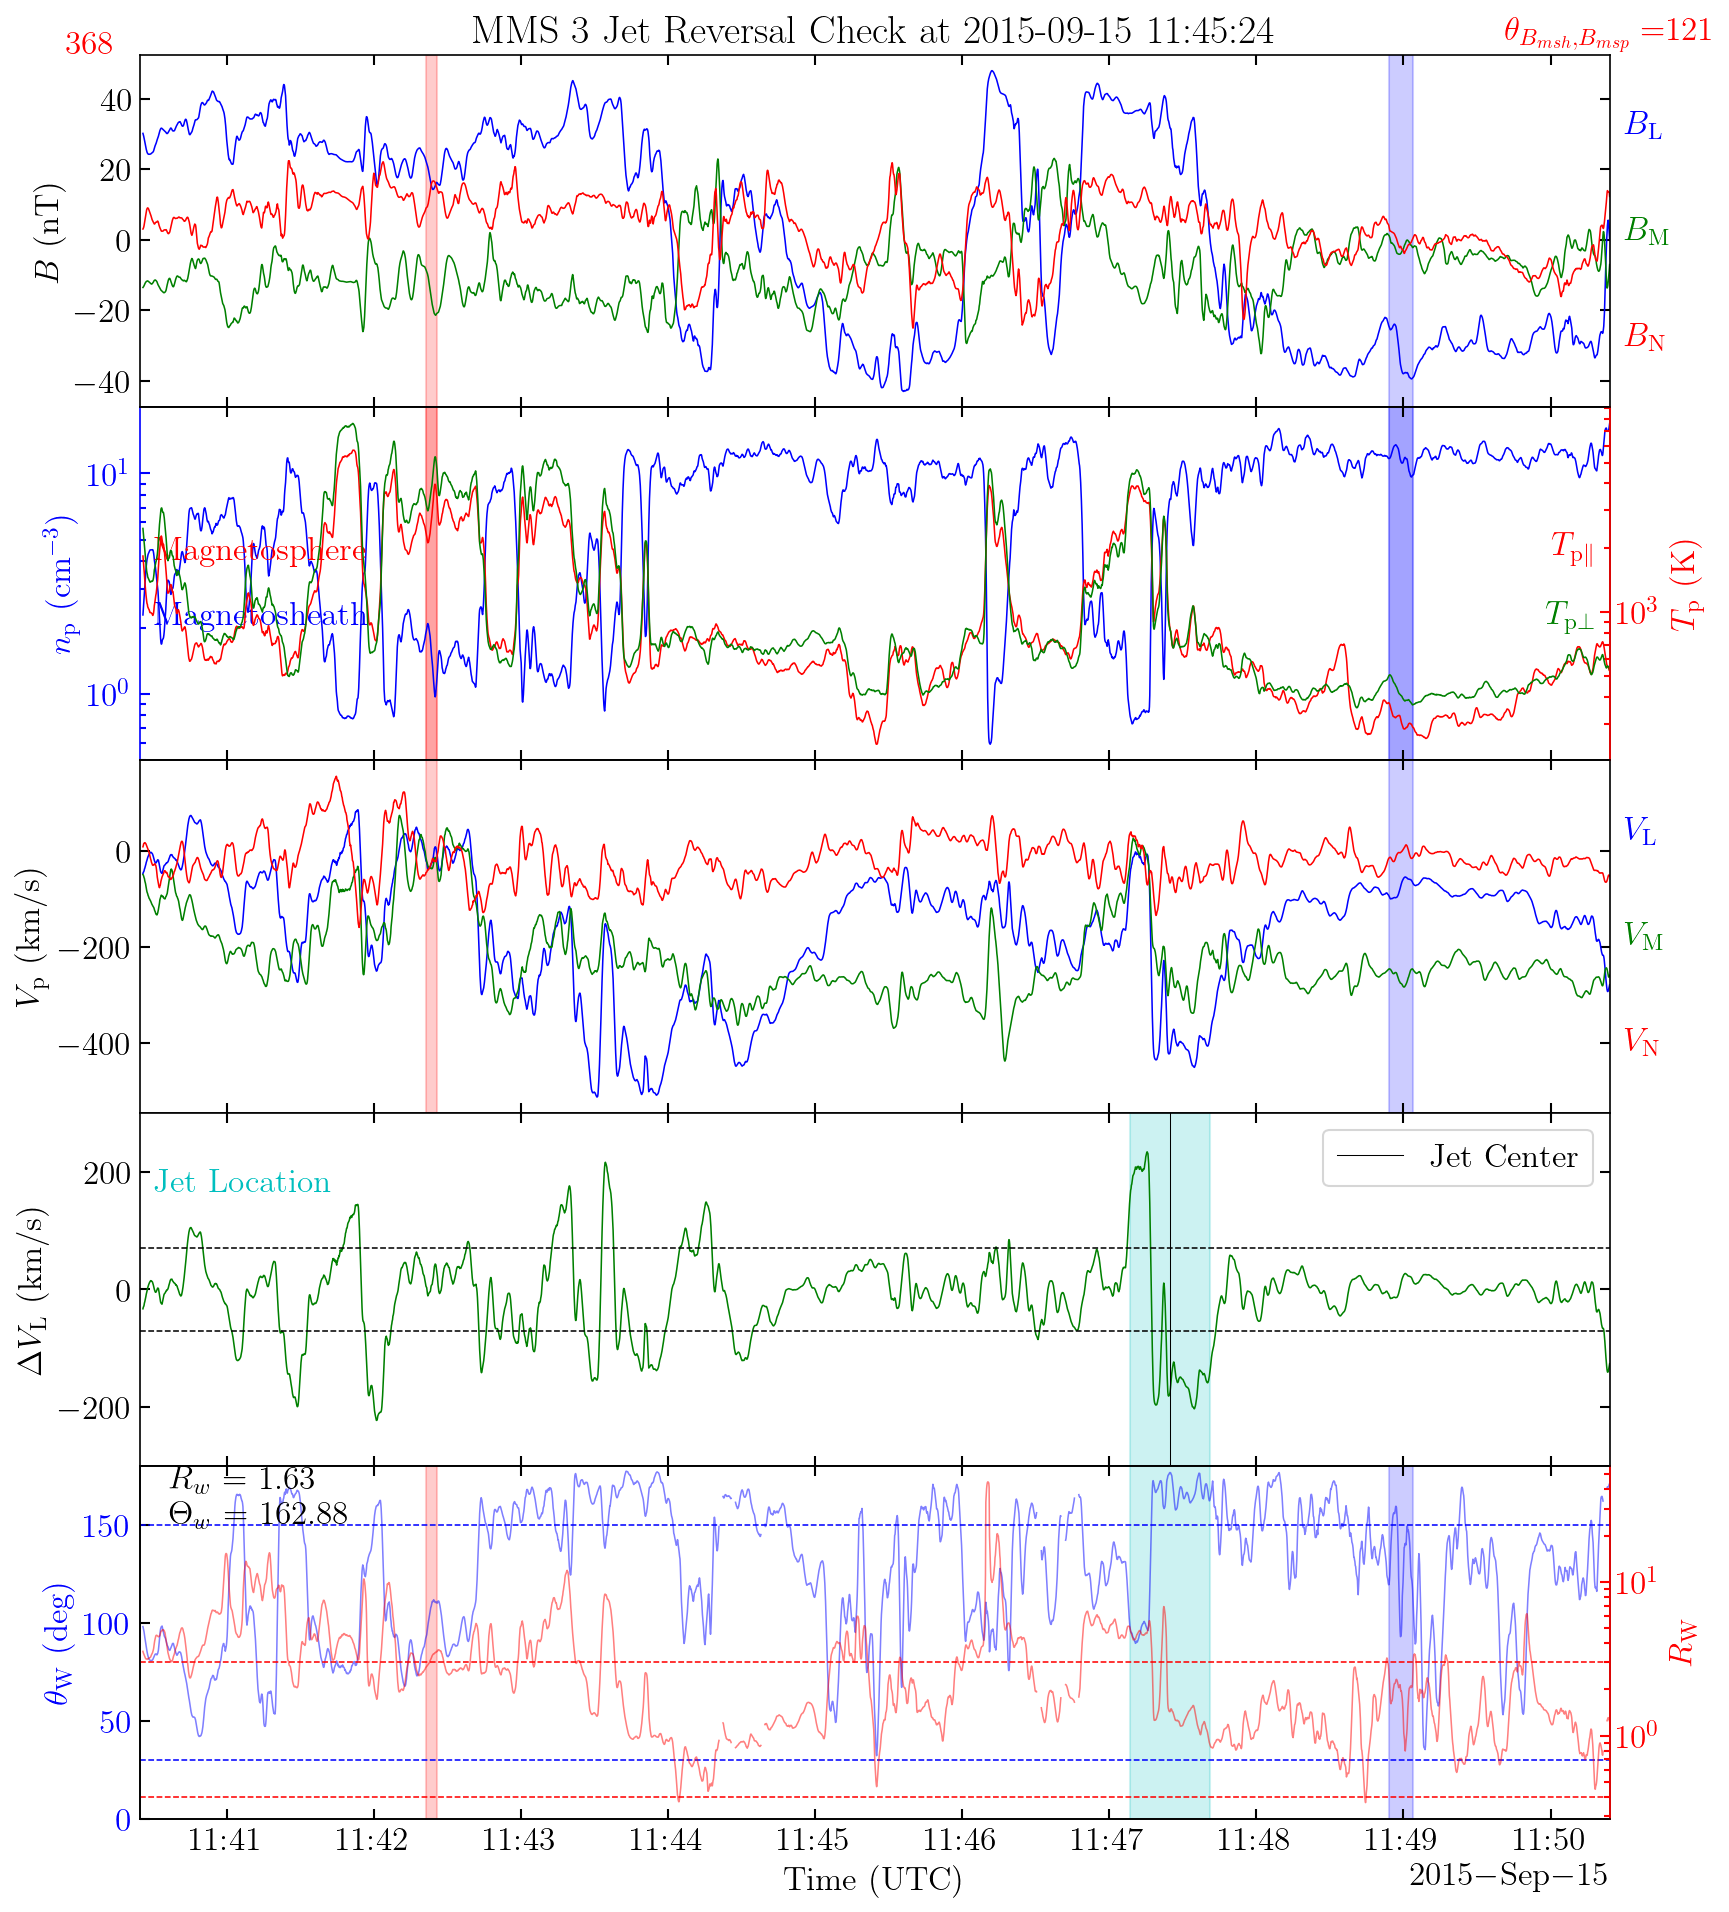 MMS 3 Jet Reversal Check at 2015-09-15 11:45:24
368
θ_{B_{msh},B_{msp}} =121
40
20
0
−20
−40
B (nT)
B_L
B_M
B_N
10^1
10^0
n_p (cm^{−3})
Magnetosphere
Magnetosheath
T_{p∥}
T_{p⊥}
10^3
T_p (K)
0
−200
−400
V_p (km/s)
V_L
V_M
V_N
200
0
−200
ΔV_L (km/s)
Jet Location
Jet Center
R_w = 1.63
Θ_w = 162.88
150
100
50
0
θ_W (deg)
10^1
10^0
R_W
11:41 11:42 11:43 11:44 11:45 11:46 11:47 11:48 11:49 11:50
Time (UTC)
2015−Sep−15